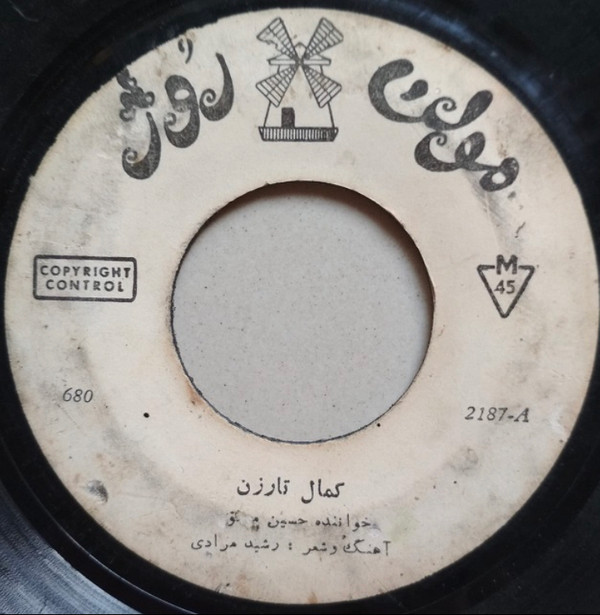 مولن روژ
COPYRIGHT
CONTROL
M
45
680
2187-A
کمال تارزن
خواننده حسین
آهنگ و شعر : رشید مرادی